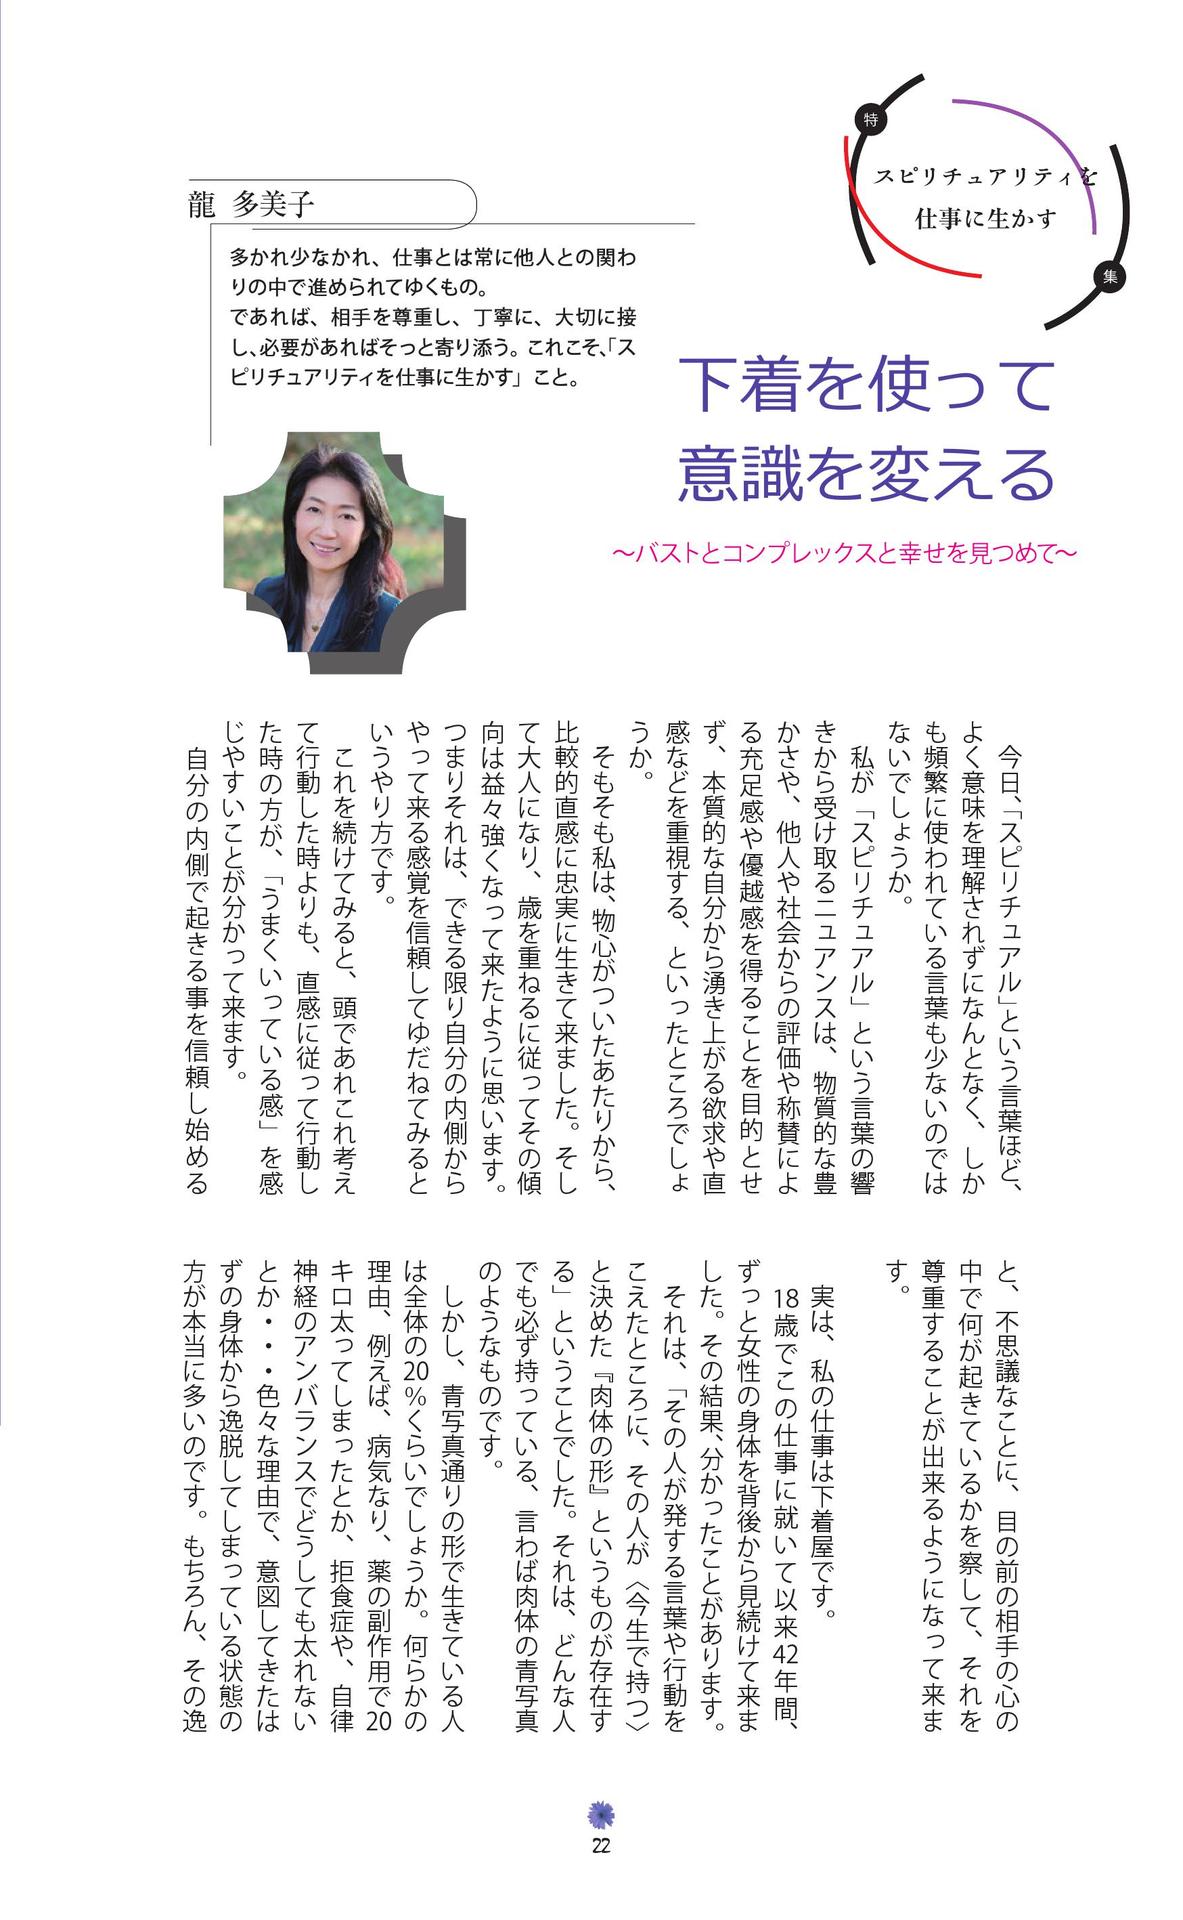 特
スピリチュアリティを
仕事に生かす
集
下着を使って
意識を変える
〜バストとコンプレックスと幸せを見つめて〜
龍 多美子
多かれ少なかれ、仕事とは常に他人との関わ
りの中で進められてゆくもの。
であれば、相手を尊重し、丁寧に、大切に接
し、必要があればそっと寄り添う。これこそ、「ス
ピリチュアリティを仕事に生かす」こと。
今日、「スピリチュアル」という言葉ほど、
よく意味を理解されずになんとなく、しか
も頻繁に使われている言葉も少ないのでは
ないでしょうか。
私が「スピリチュアル」という言葉の響
きから受け取るニュアンスは、物質的な豊
かさや、他人や社会からの評価や称賛によ
る充足感や優越感を得ることを目的とせ
ず、本質的な自分から湧き上がる欲求や直
感などを重視する、といったところでしょ
うか。
そもそも私は、物心がついたあたりから、
比較的直感に忠実に生きて来ました。そし
て大人になり、歳を重ねるに従ってその傾
向は益々強くなって来たように思います。
つまりそれは、できる限り自分の内側から
やって来る感覚を信頼してゆだねてみると
いうやり方です。
これを続けてみると、頭であれこれ考え
て行動した時よりも、直感に従って行動し
た時の方が、「うまくいっている感」を感
じやすいことが分かって来ます。
自分の内側で起きる事を信頼し始める
と、不思議なことに、目の前の相手の心の
中で何が起きているかを察して、それを
尊重することが出来るようになって来ま
す。
実は、私の仕事は下着屋です。
18歳でこの仕事に就いて以来42年間、
ずっと女性の身体を背後から見続けて来ま
した。その結果、分かったことがあります。
それは、「その人が発する言葉や行動を
こえたところに、その人が〈今生で持つ〉
と決めた『肉体の形』というものが存在す
る」ということでした。それは、どんな人
でも必ず持っている、言わば肉体の青写真
のようなものです。
しかし、青写真通りの形で生きている人
は全体の20％くらいでしょうか。何らかの
理由、例えば、病気なり、薬の副作用で20
キロ太ってしまったとか、拒食症や、自律
神経のアンバランスでどうしても太れない
とか・・・色々な理由で、意図してきたは
ずの身体から逸脱してしまっている状態の
方が本当に多いのです。もちろん、その逸
22